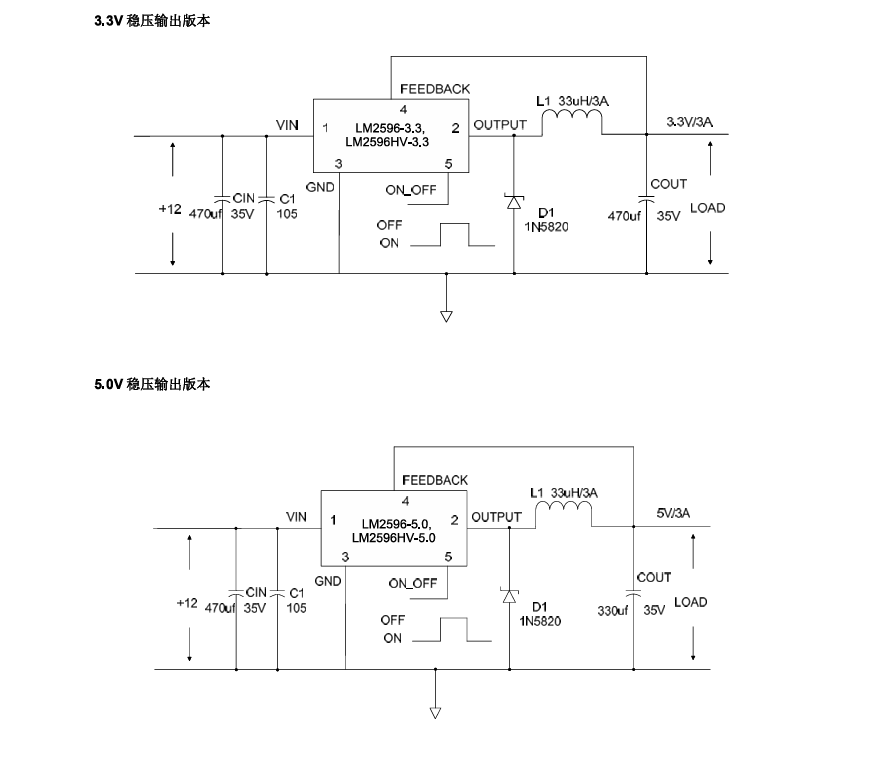 3.3V 稳压输出版本
FEEDBACK
4
L1 33uH/3A
VIN
1
LM2596-3.3,
LM2596HV-3.3
2
OUTPUT
3.3V/3A
3
5
GND
ON_OFF
+12
CIN
470uf 35V
C1
105
OFF
ON
D1
1N5820
COUT
470uf 35V
LOAD
5.0V 稳压输出版本
FEEDBACK
4
L1 33uH/3A
VIN
1
LM2596-5.0,
LM2596HV-5.0
2
OUTPUT
5V/3A
3
5
GND
ON_OFF
+12
CIN
470uf 35V
C1
105
OFF
ON
D1
1N5820
COUT
330uf 35V
LOAD